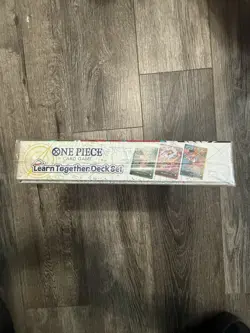 ONE PIECE
CARD GAME
Learn Together Deck Set